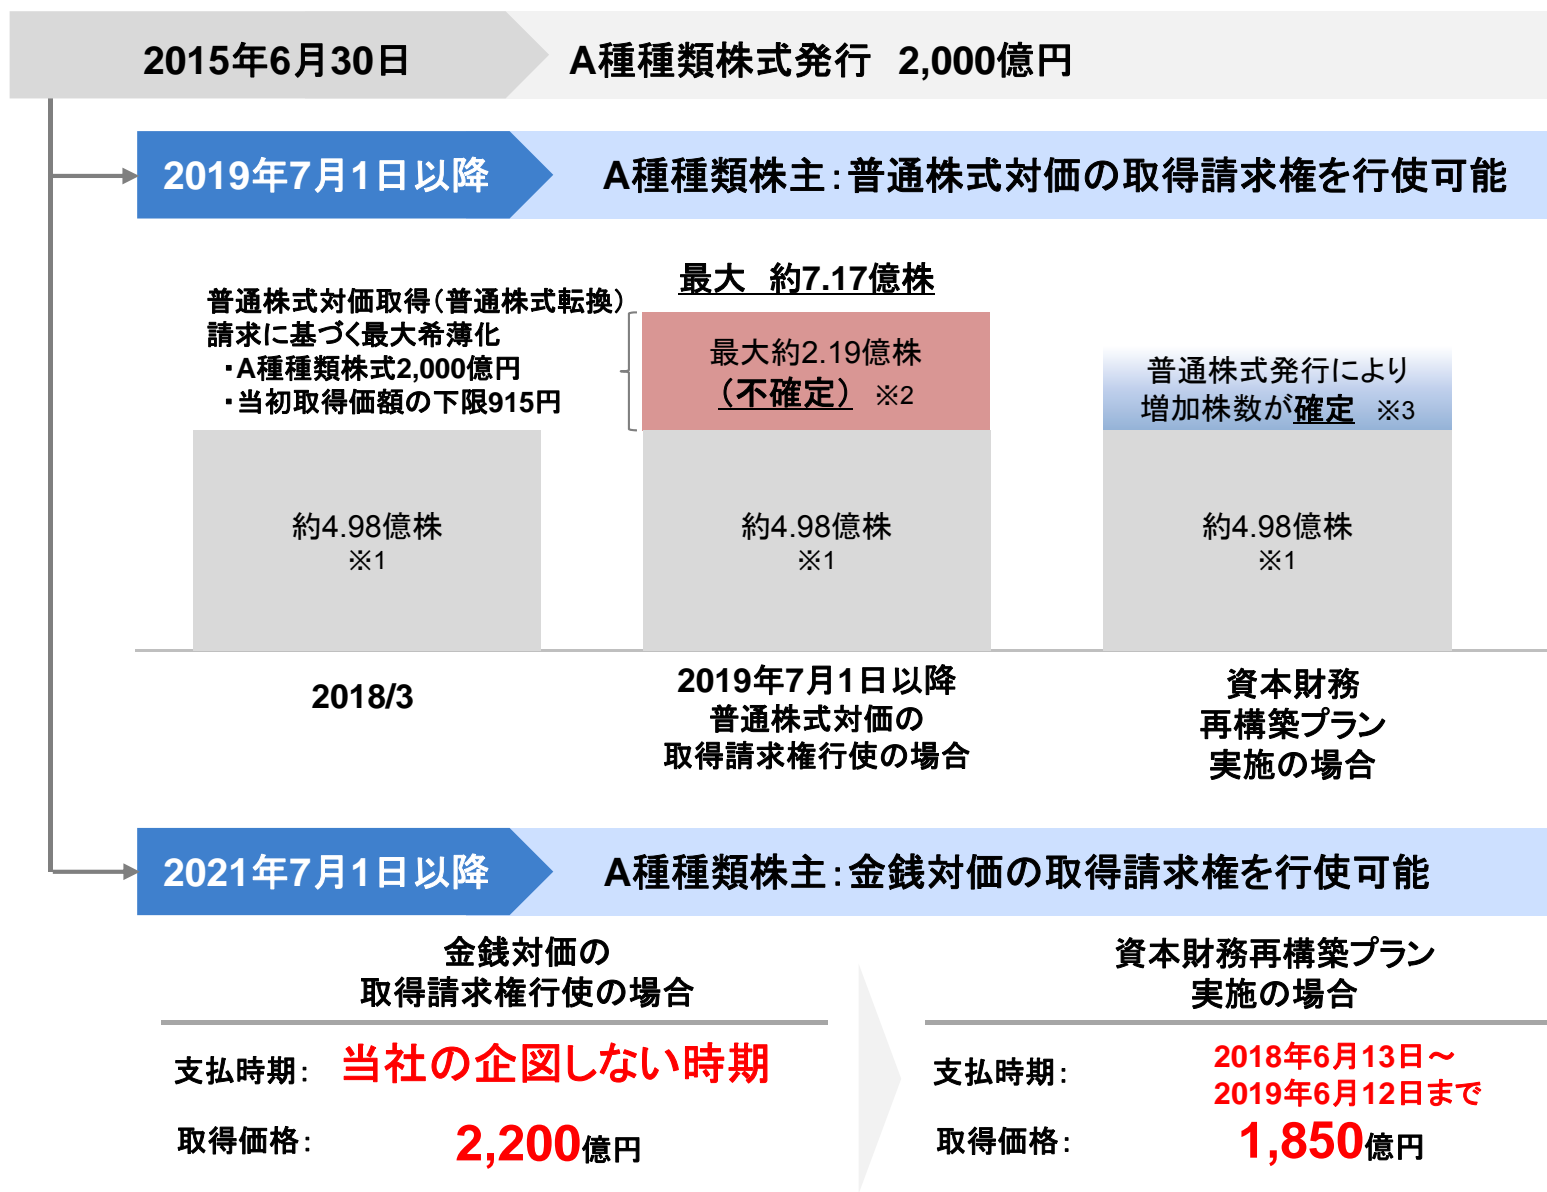 2015年6月30日
A種種類株式発行　2,000億円
2019年7月1日以降
A種種類株主：普通株式対価の取得請求権を行使可能
普通株式対価取得（普通株式転換）
請求に基づく最大希薄化
・A種種類株式2,000億円
・当初取得価額の下限915円
最大　約7.17億株
最大約2.19億株
（不確定）　※2
普通株式発行により
増加株数が確定　※3
約4.98億株
※1
約4.98億株
※1
約4.98億株
※1
2018/3
2019年7月1日以降
普通株式対価の
取得請求権行使の場合
資本財務
再構築プラン
実施の場合
2021年7月1日以降
A種種類株主：金銭対価の取得請求権を行使可能
金銭対価の
取得請求権行使の場合
支払時期： 当社の企図しない時期
取得価格： 2,200億円
資本財務再構築プラン
実施の場合
支払時期： 2018年6月13日～
2019年6月12日まで
取得価格： 1,850億円